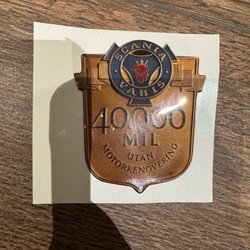 SCANIA
VABIS
40000
MIL
UTAN
MOTORRENOVERING